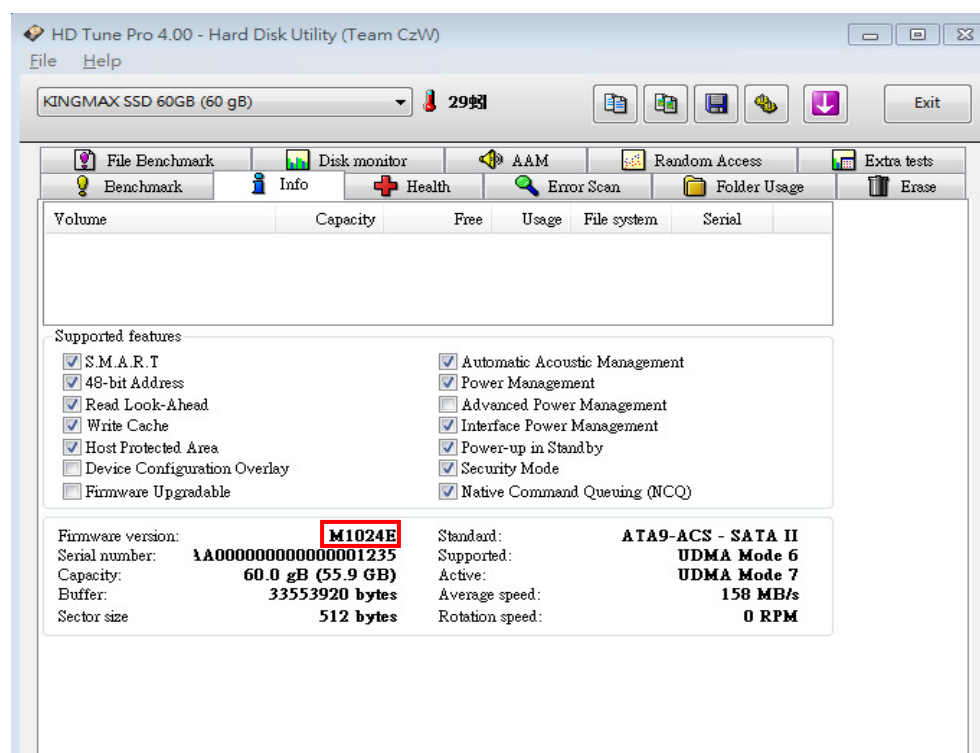 HD Tune Pro 4.00 - Hard Disk Utility (Team CzW)
File Help
KINGMAX SSD 60GB (60 gB) 29蚓 Exit
File Benchmark Disk monitor AAM Random Access Extra tests
Benchmark Info Health Error Scan Folder Usage Erase
Volume Capacity Free Usage File system Serial
Supported features
S.M.A.R.T Automatic Acoustic Management
48-bit Address Power Management
Read Look-Ahead Advanced Power Management
Write Cache Interface Power Management
Host Protected Area Power-up in Standby
Device Configuration Overlay Security Mode
Firmware Upgradable Native Command Queuing (NCQ)
Firmware version: M1024E Standard: ATA9-ACS - SATA II
Serial number: AA0000000000000001235 Supported: UDMA Mode 6
Capacity: 60.0 gB (55.9 GB) Active: UDMA Mode 7
Buffer: 33553920 bytes Average speed: 158 MB/s
Sector size 512 bytes Rotation speed: 0 RPM